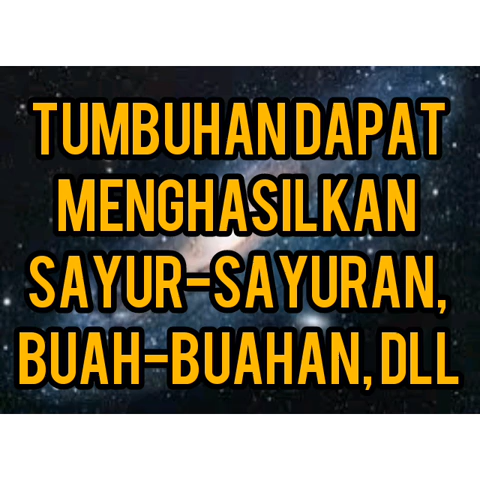 TUMBUHAN DAPAT
MENGHASILKAN
SAYUR-SAYURAN,
BUAH-BUAHAN, DLL